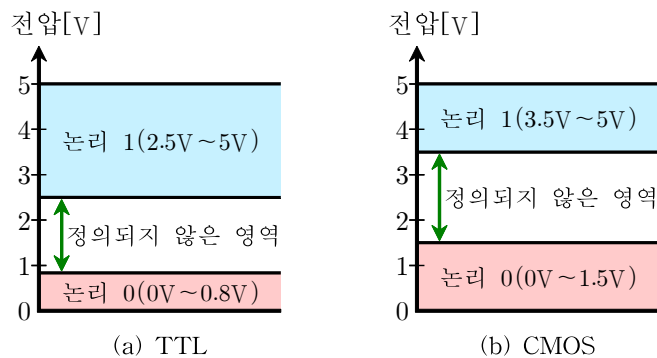 전압[V]
5
4
3
2
1
0
논리 1(2.5V~5V)
정의되지 않은 영역
논리 0(0V~0.8V)
(a) TTL
전압[V]
5
4
3
2
1
0
논리 1(3.5V~5V)
정의되지 않은 영역
논리 0(0V~1.5V)
(b) CMOS